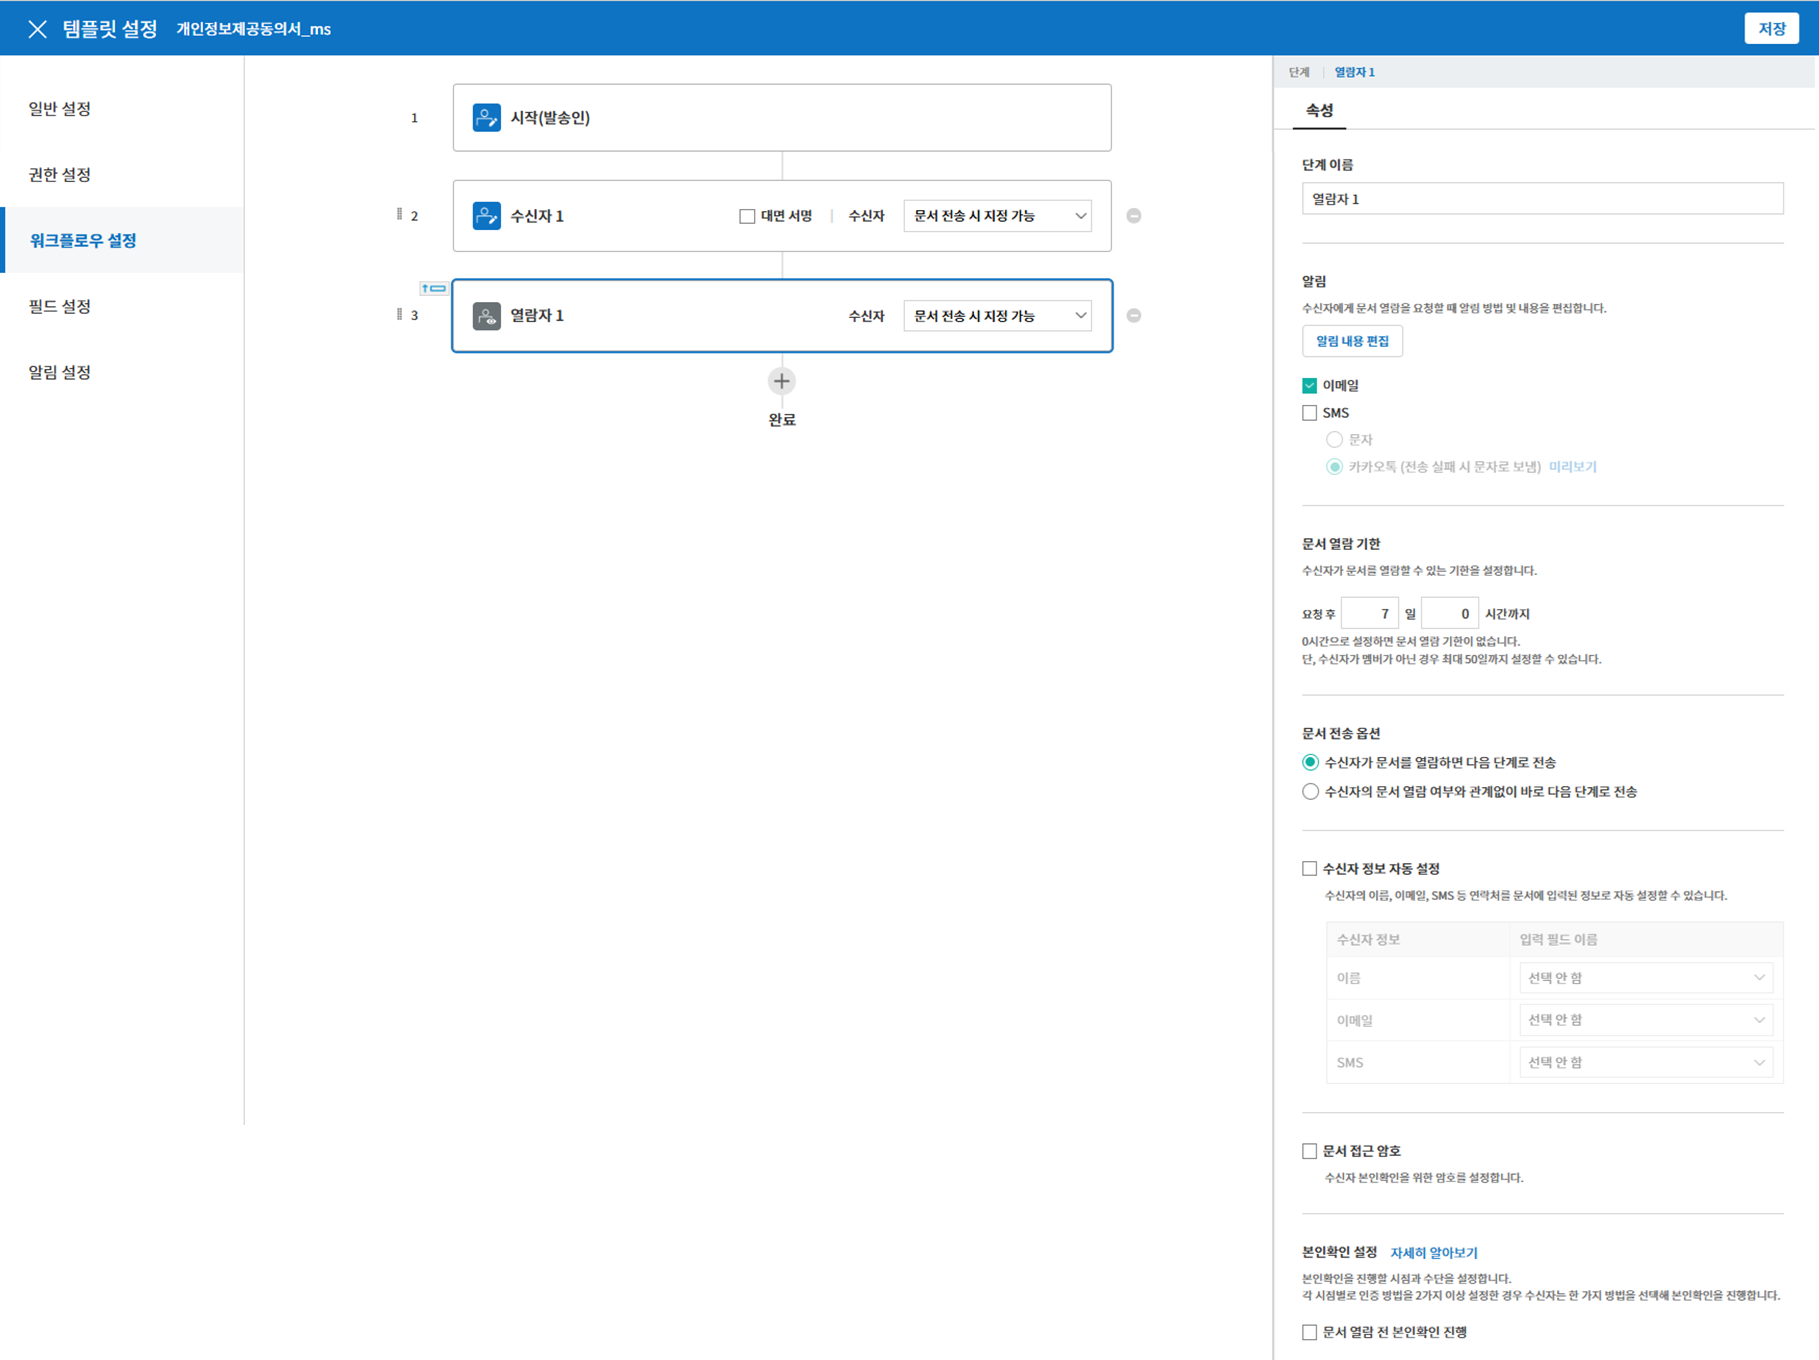 템플릿 설정 개인정보제공동의서_ms 저장
일반 설정
권한 설정
워크플로우 설정
필드 설정
알림 설정
1 시작(발송인)
2 수신자 1 대면 서명 | 수신자 문서 전송 시 지정 가능
3 열람자 1 수신자 문서 전송 시 지정 가능
완료
단계 | 열람자 1
속성
단계 이름
열람자 1
알림
수신자에게 문서 열람을 요청할 때 알림 방법 및 내용을 편집합니다.
알림 내용 편집
이메일
SMS
문자
카카오톡 (전송 실패 시 문자로 보냄) 미리보기
문서 열람 기한
수신자가 문서를 열람할 수 있는 기한을 설정합니다.
요청 후 7 일 0 시간까지
0시간으로 설정하면 문서 열람 기한이 없습니다.
단, 수신자가 멤버가 아닌 경우 최대 50일까지 설정할 수 있습니다.
문서 전송 옵션
수신자가 문서를 열람하면 다음 단계로 전송
수신자의 문서 열람 여부와 관계없이 바로 다음 단계로 전송
수신자 정보 자동 설정
수신자의 이름, 이메일, SMS 등 연락처를 문서에 입력된 정보로 자동 설정할 수 있습니다.
수신자 정보 입력 필드 이름
이름 선택 안 함
이메일 선택 안 함
SMS 선택 안 함
문서 접근 암호
수신자 본인확인을 위한 암호를 설정합니다.
본인확인 설정 자세히 알아보기
본인확인을 진행할 시점과 수단을 설정합니다.
각 시점별로 인증 방법을 2가지 이상 설정한 경우 수신자는 한 가지 방법을 선택해 본인확인을 진행합니다.
문서 열람 전 본인확인 진행